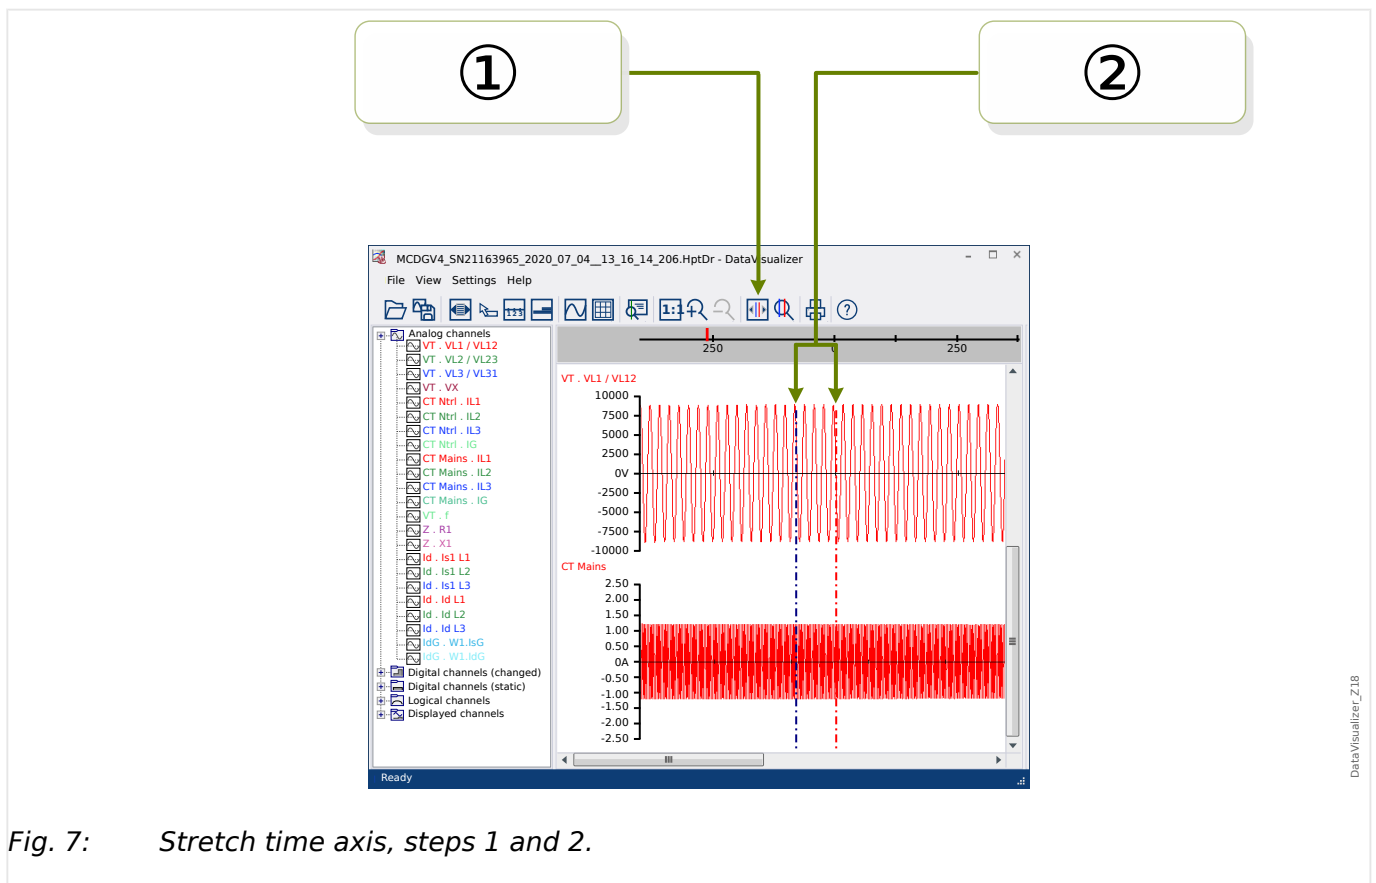 ① ②
MCDGV4_SN21163965_2020_07_04__13_16_14_206.HptDr - DataVisualizer
File View Settings Help
1 2 3 1:1 ?
Analog channels
VT . VL1 / VL12
VT . VL2 / VL23
VT . VL3 / VL31
VT . VX
CT Ntrl . IL1
CT Ntrl . IL2
CT Ntrl . IL3
CT Ntrl . IG
CT Mains . IL1
CT Mains . IL2
CT Mains . IL3
CT Mains . IG
VT . f
Z . R1
Z . X1
Id . Is1 L1
Id . Is1 L2
Id . Is1 L3
Id . Id L1
Id . Id L2
Id . Id L3
IdG . W1.IsG
IdG . W1.IdG
Digital channels (changed)
Digital channels (static)
Logical channels
Displayed channels
250 0 250
VT . VL1 / VL12
10000
7500
5000
2500
0V
-2500
-5000
-7500
-10000
CT Mains
2.50
2.00
1.50
1.00
0.50
0A
-0.50
-1.00
-1.50
-2.00
-2.50
Ready
DataVisualizer_Z18
Fig. 7: Stretch time axis, steps 1 and 2.